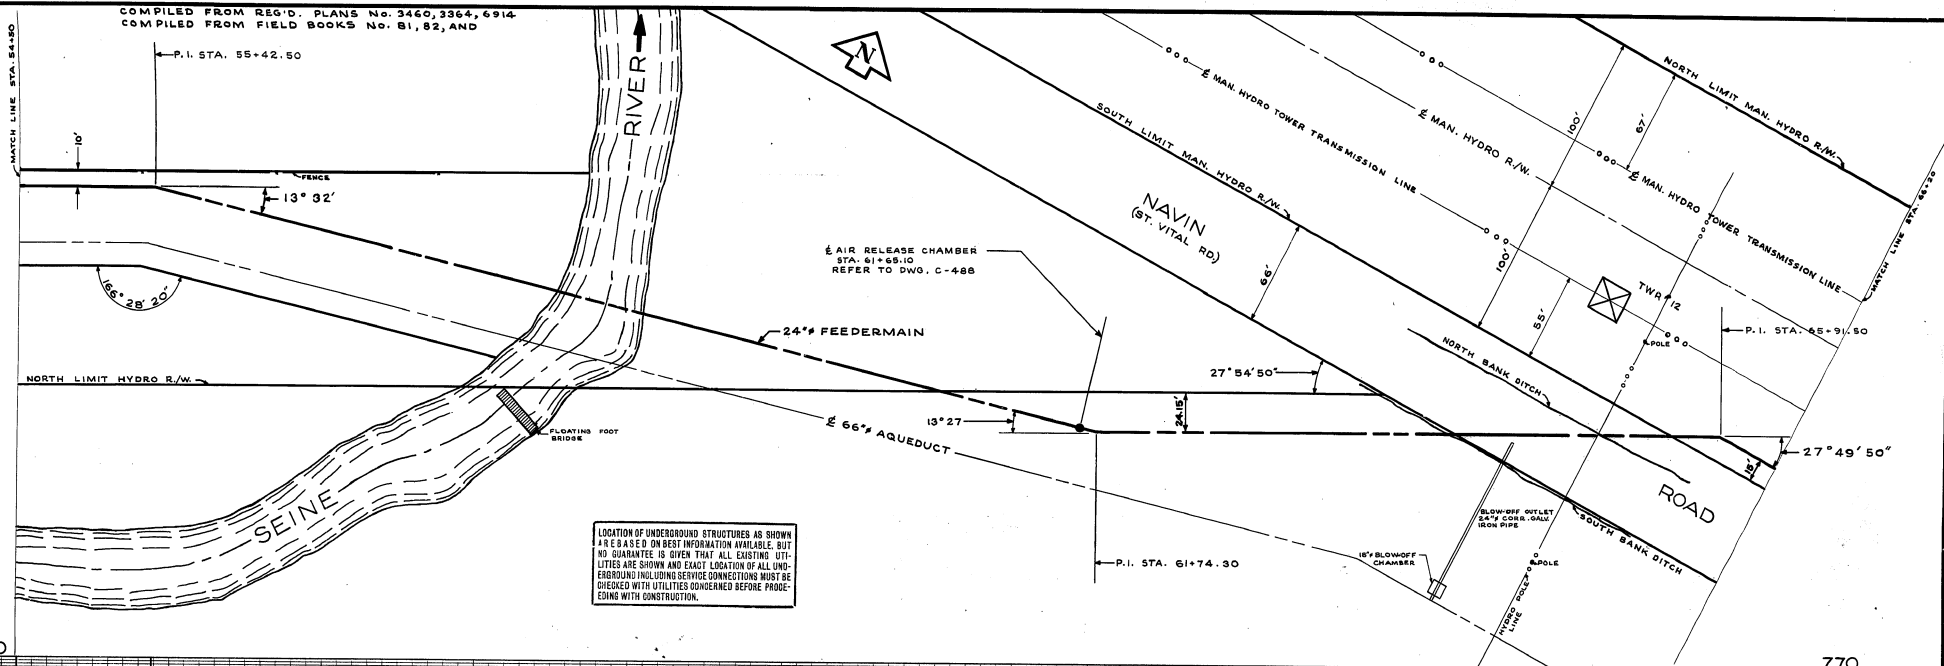 COMPILED FROM REG'D. PLANS No. 3460, 3364, 6914
COMPILED FROM FIELD BOOKS No. 81, 82, AND
MATCH LINE STA. 54+50
P.I. STA. 55+42.50
10'
FENCE
13° 32'
166° 28' 20"
NORTH LIMIT HYDRO R./W.
SEINE
RIVER
FLOATING FOOT
BRIDGE
24"ø FEEDERMAIN
N
℄ AIR RELEASE CHAMBER
STA. 61+65.10
REFER TO DWG. C-488
℄ 66"ø AQUEDUCT
13° 27
24.15'
P.I. STA. 61+74.30
LOCATION OF UNDERGROUND STRUCTURES AS SHOWN
ARE BASED ON BEST INFORMATION AVAILABLE, BUT
NO GUARANTEE IS GIVEN THAT ALL EXISTING UTI-
LITIES ARE SHOWN AND EXACT LOCATION OF ALL UND-
ERGROUND INCLUDING SERVICE CONNECTIONS MUST BE
CHECKED WITH UTILITIES CONCERNED BEFORE PROCE-
EDING WITH CONSTRUCTION.
NAVIN
(ST. VITAL RD.)
SOUTH LIMIT MAN. HYDRO R./W.
℄ MAN. HYDRO TOWER TRANSMISSION LINE
℄ MAN. HYDRO R./W.
℄ MAN. HYDRO TOWER TRANSMISSION LINE
NORTH LIMIT MAN. HYDRO R./W.
100'
67'
66'
100'
55'
TWR # 12
POLE
P.I. STA. 65+91.50
MATCH LINE STA. 66+20
27° 54' 50"
NORTH BANK DITCH
27° 49' 50"
15'
ROAD
BLOW-OFF OUTLET
24"ø CORR. GALV.
IRON PIPE
SOUTH BANK DITCH
18"ø BLOW-OFF
CHAMBER
POLE
HYDRO POLE
LINE
770